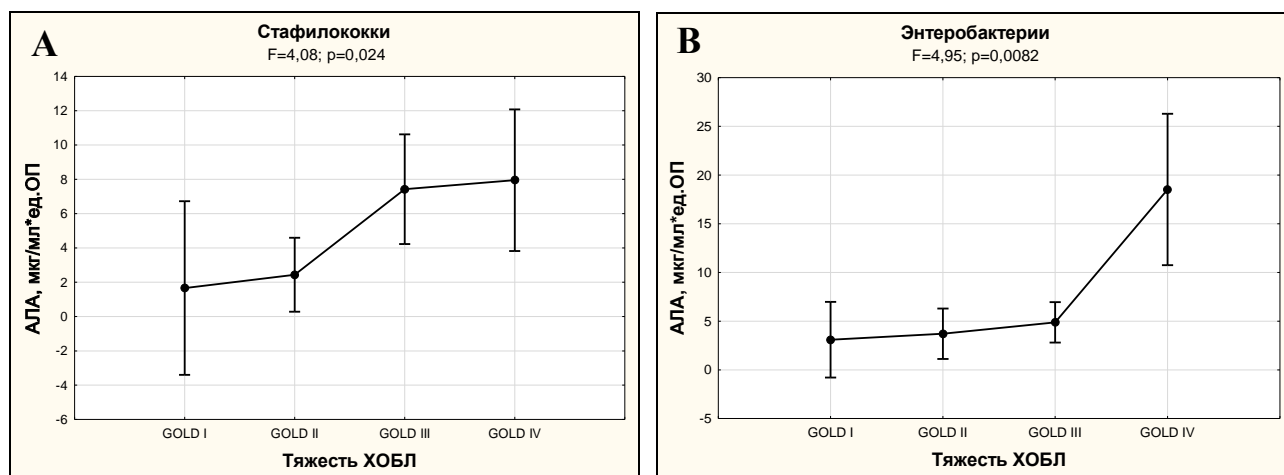 A
Стафилококки
F=4,08; p=0,024
АЛА, мкг/мл*ед.ОП
14
12
10
8
6
4
2
0
-2
-4
-6
GOLD I GOLD II GOLD III GOLD IV
Тяжесть ХОБЛ
B
Энтеробактерии
F=4,95; p=0,0082
АЛА, мкг/мл*ед.ОП
30
25
20
15
10
5
0
-5
GOLD I GOLD II GOLD III GOLD IV
Тяжесть ХОБЛ